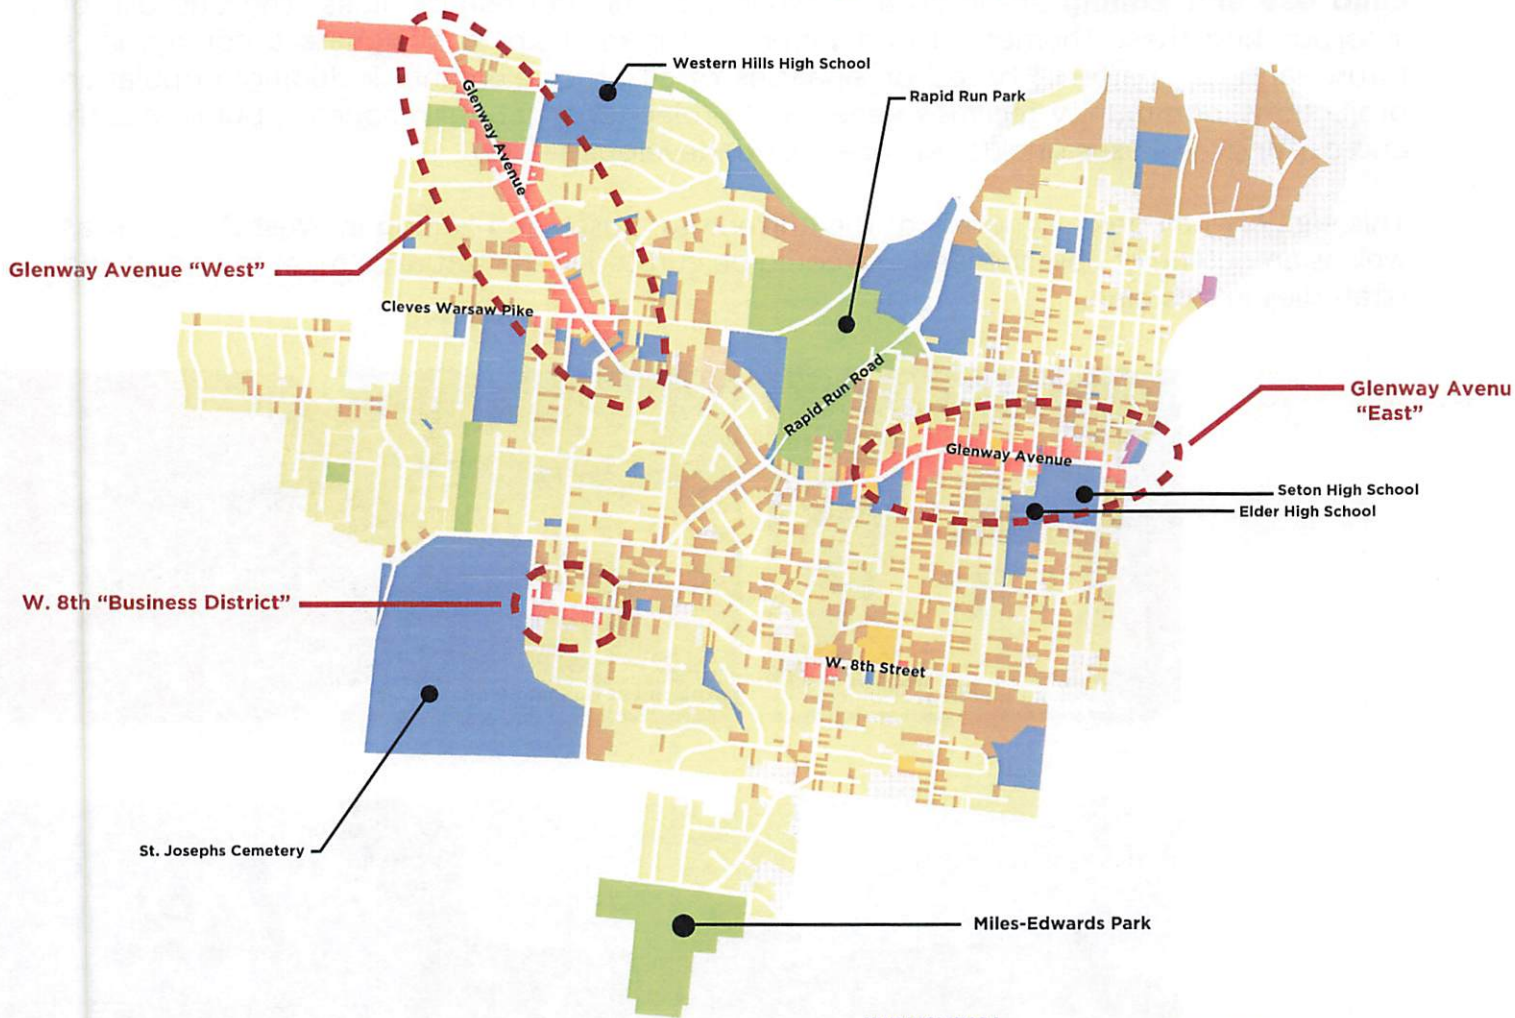 Western Hills High School
Rapid Run Park
Glenway Avenue
Glenway Avenue “West”
Cleves Warsaw Pike
Rapid Run Road
Glenway Avenu
“East”
Glenway Avenue
Seton High School
Elder High School
W. 8th “Business District”
W. 8th Street
St. Josephs Cemetery
Miles-Edwards Park